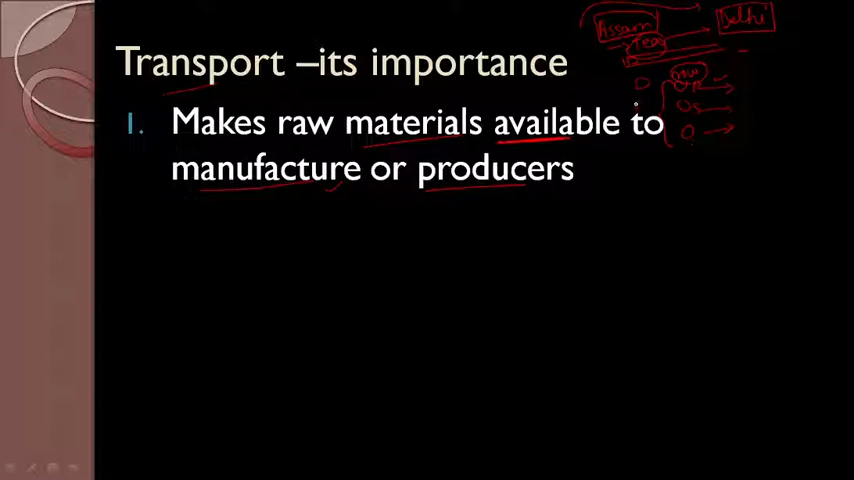 Assam
Delhi
Tea
Transport –its importance
1. Makes raw materials available to
manufacture or producers